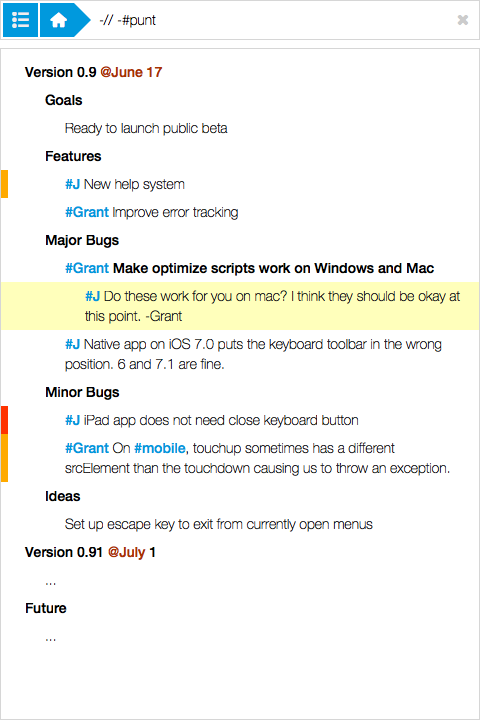 -// -#punt
Version 0.9 @June 17
Goals
Ready to launch public beta
Features
#J New help system
#Grant Improve error tracking
Major Bugs
#Grant Make optimize scripts work on Windows and Mac
#J Do these work for you on mac? I think they should be okay at
this point. -Grant
#J Native app on iOS 7.0 puts the keyboard toolbar in the wrong
position. 6 and 7.1 are fine.
Minor Bugs
#J iPad app does not need close keyboard button
#Grant On #mobile, touchup sometimes has a different
srcElement than the touchdown causing us to throw an exception.
Ideas
Set up escape key to exit from currently open menus
Version 0.91 @July 1
...
Future
...